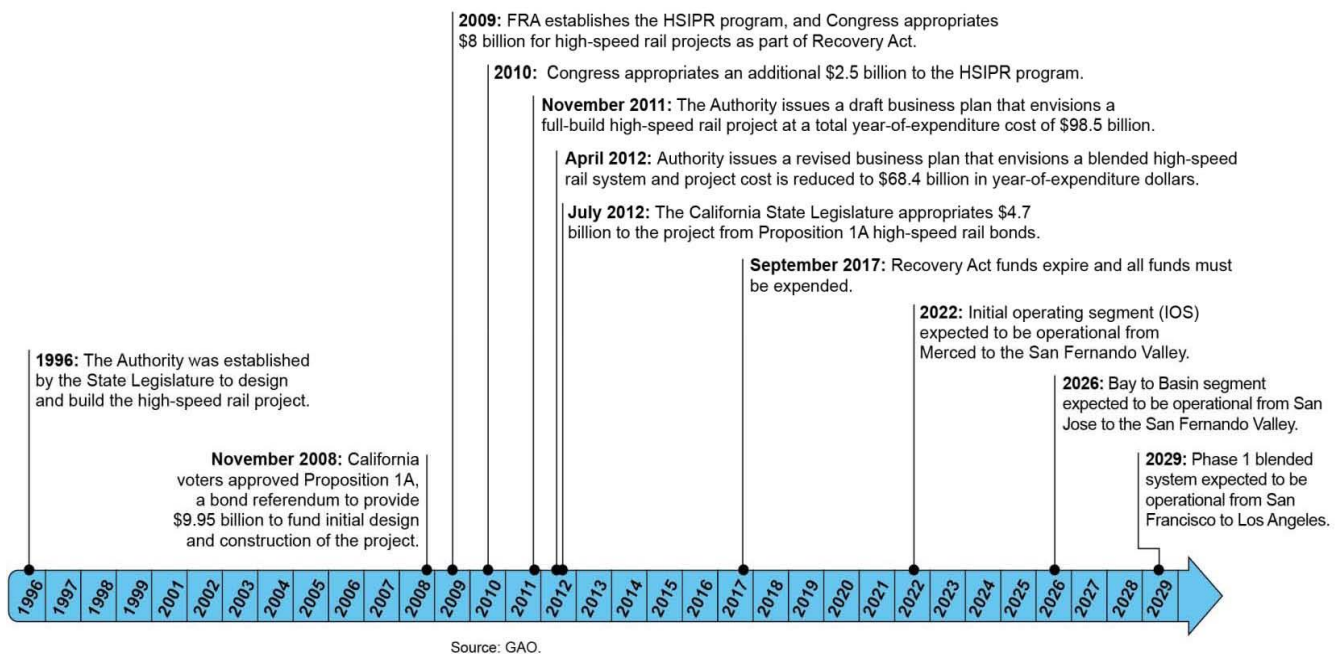 2009: FRA establishes the HSIPR program, and Congress appropriates
$8 billion for high-speed rail projects as part of Recovery Act.
2010: Congress appropriates an additional $2.5 billion to the HSIPR program.
November 2011: The Authority issues a draft business plan that envisions a
full-build high-speed rail project at a total year-of-expenditure cost of $98.5 billion.
April 2012: Authority issues a revised business plan that envisions a blended high-speed
rail system and project cost is reduced to $68.4 billion in year-of-expenditure dollars.
July 2012: The California State Legislature appropriates $4.7
billion to the project from Proposition 1A high-speed rail bonds.
September 2017: Recovery Act funds expire and all funds must
be expended.
2022: Initial operating segment (IOS)
expected to be operational from
Merced to the San Fernando Valley.
1996: The Authority was established
by the State Legislature to design
and build the high-speed rail project.
2026: Bay to Basin segment
expected to be operational from San
Jose to the San Fernando Valley.
November 2008: California
voters approved Proposition 1A,
a bond referendum to provide
$9.95 billion to fund initial design
and construction of the project.
2029: Phase 1 blended
system expected to be
operational from San
Francisco to Los Angeles.
1996 1997 1998 1999 2001 2002 2003 2004 2005 2006 2007 2008 2009 2010 2011 2012 2013 2014 2015 2016 2017 2018 2019 2020 2021 2022 2023 2024 2025 2026 2027 2028 2029
Source: GAO.